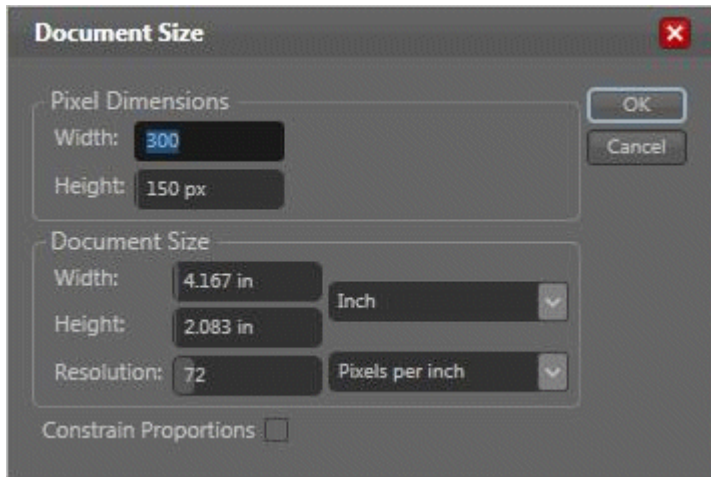 Document Size
Pixel Dimensions
Width: 300
Height: 150 px
OK
Cancel
Document Size
Width: 4.167 in
Inch
Height: 2.083 in
Resolution: 72 Pixels per inch
Constrain Proportions